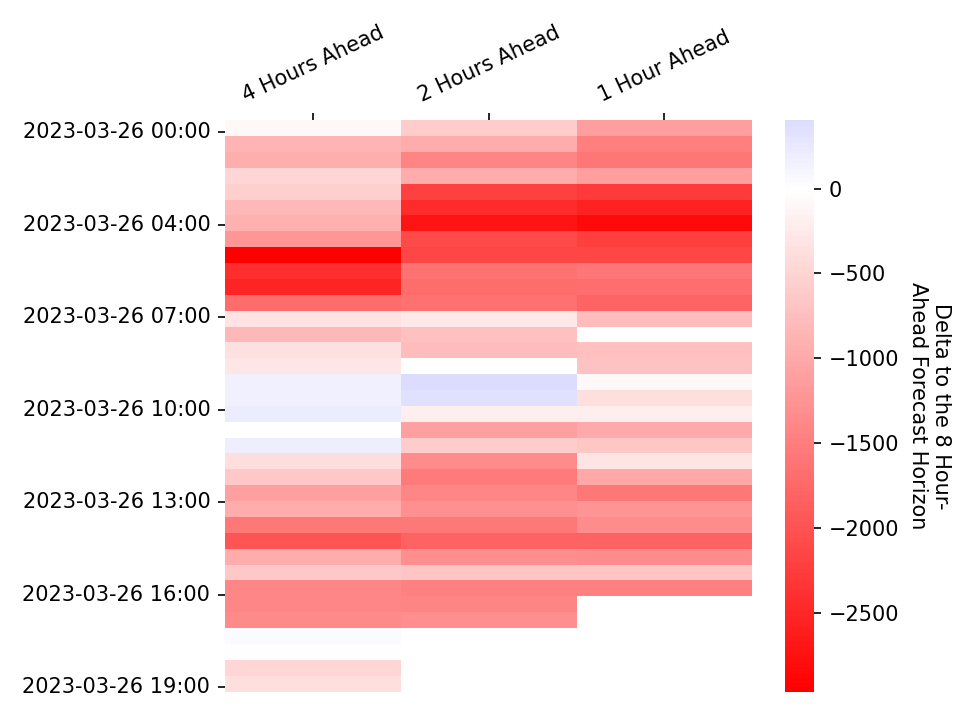 4 Hours Ahead
2 Hours Ahead
1 Hour Ahead
2023-03-26 00:00
2023-03-26 04:00
2023-03-26 07:00
2023-03-26 10:00
2023-03-26 13:00
2023-03-26 16:00
2023-03-26 19:00
0
−500
−1000
−1500
−2000
−2500
Delta to the 8 Hour-
Ahead Forecast Horizon